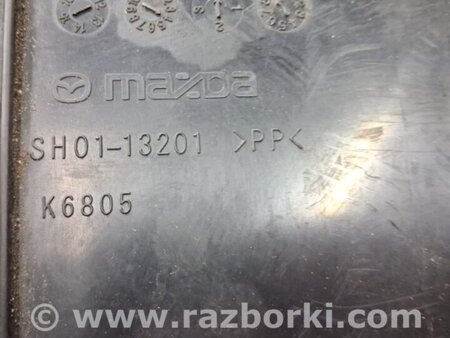 mazda
SH01-13201 >PP<
K6805
© www.razborki.com